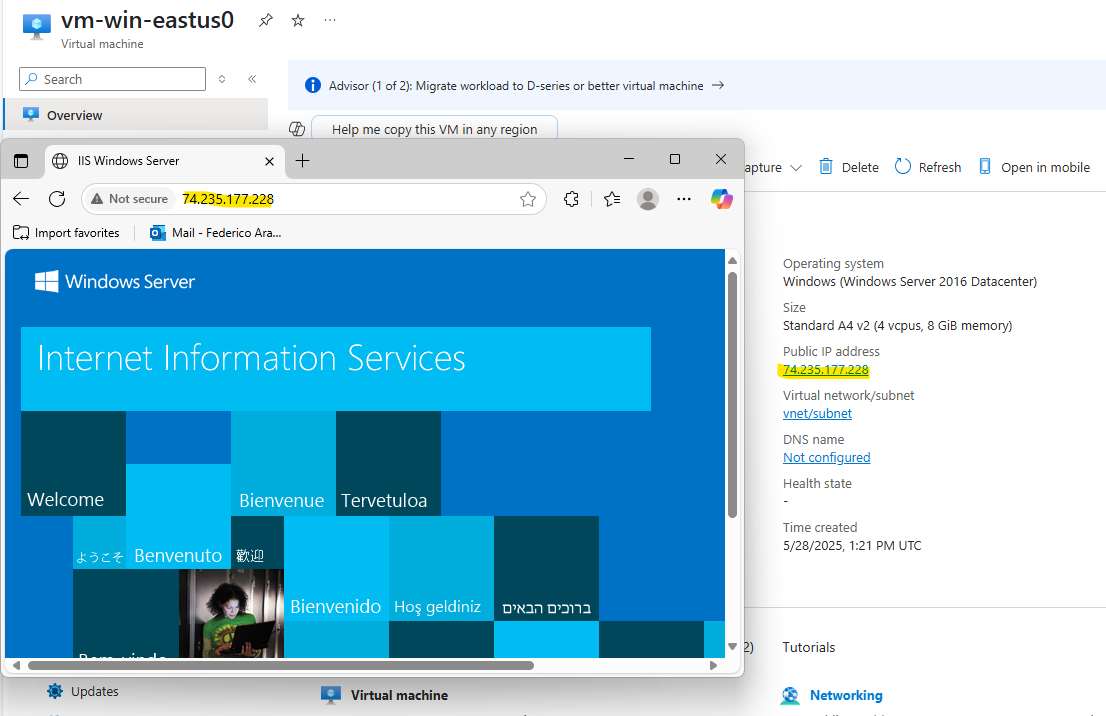 vm-win-eastus0
Virtual machine
Search
Advisor (1 of 2): Migrate workload to D-series or better virtual machine
Overview
Help me copy this VM in any region
IIS Windows Server
Delete
Refresh
Open in mobile
Not secure
74.235.177.228
Import favorites
Mail - Federico Ara...
Windows Server
Internet Information Services
Welcome
Bienvenue
Tervetuloa
ようこそ
Benvenuto
歡迎
Bienvenido
Hoş geldiniz
ברוכים הבאים
Operating system
Windows (Windows Server 2016 Datacenter)
Size
Standard A4 v2 (4 vcpus, 8 GiB memory)
Public IP address
74.235.177.228
Virtual network/subnet
vnet/subnet
DNS name
Not configured
Health state
-
Time created
5/28/2025, 1:21 PM UTC
2)
Tutorials
Updates
Virtual machine
Networking